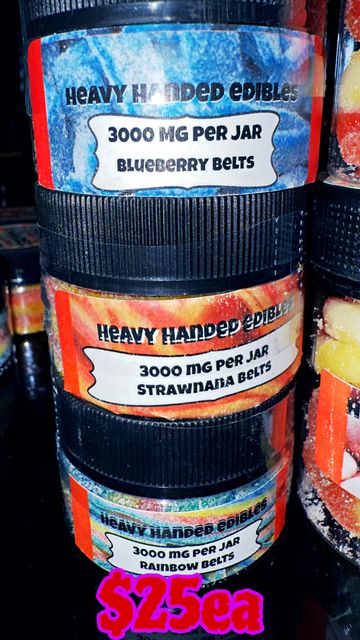 Heavy Handed Edibles
3000 mg per jar
Blueberry Belts
Heavy Handed Edibles
3000 mg per jar
Strawnana Belts
Heavy Handed Edibles
3000 mg per jar
Rainbow Belts
$25ea